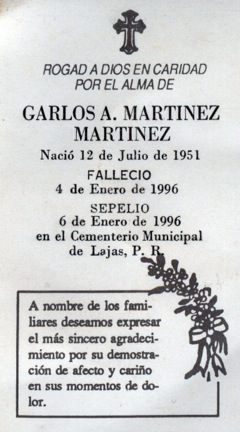 ROGAD A DIOS EN CARIDAD
POR EL ALMA DE
GARLOS A. MARTINEZ
MARTINEZ
Nació 12 de Julio de 1951
FALLECIO
4 de Enero de 1996
SEPELIO
6 de Enero de 1996
en el Cementerio Municipal
de Lajas, P. R.
A nombre de los fami-
liares deseamos expresar
el más sincero agradeci-
miento por su demostra-
ción de afecto y cariño
en sus momentos de do-
lor.